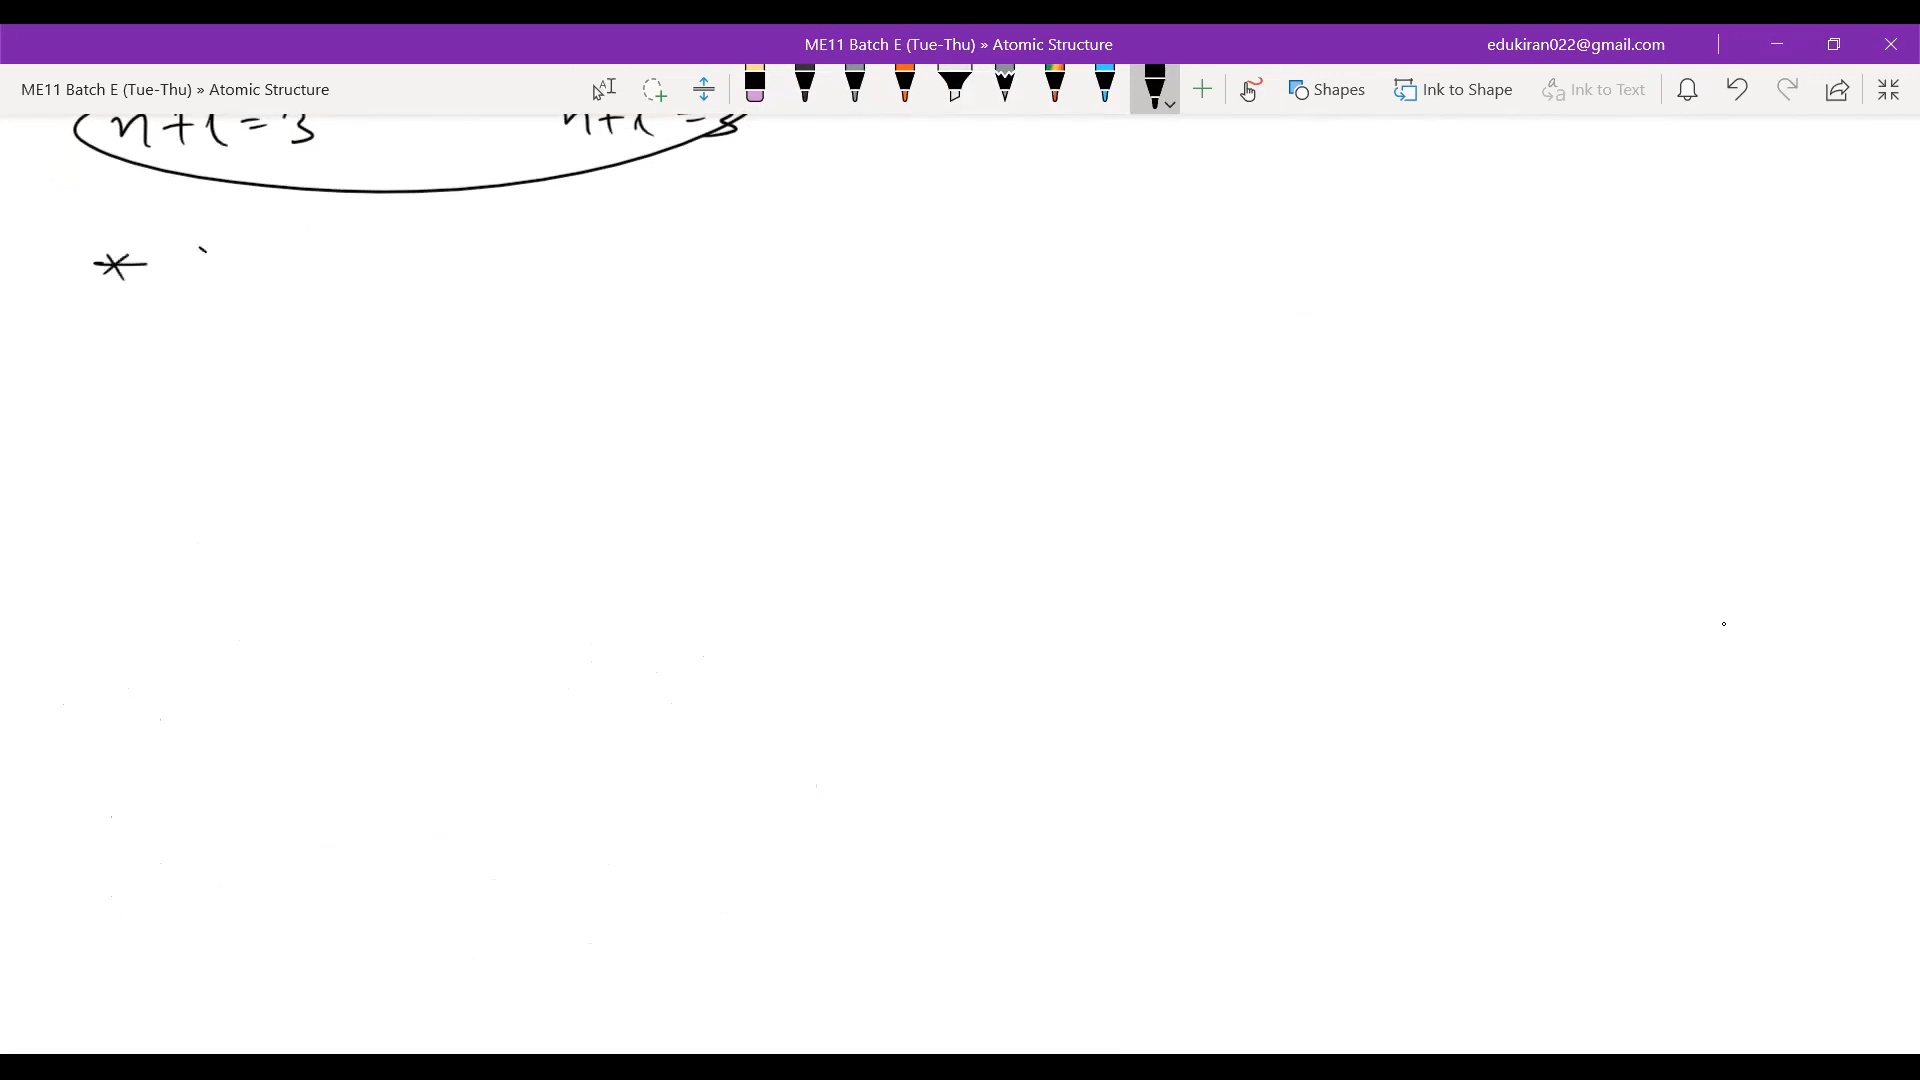 ME11 Batch E (Tue-Thu) » Atomic Structure
edukiran022@gmail.com
ME11 Batch E (Tue-Thu) » Atomic Structure
Shapes
Ink to Shape
Ink to Text
n+l=3 n+l=3
*